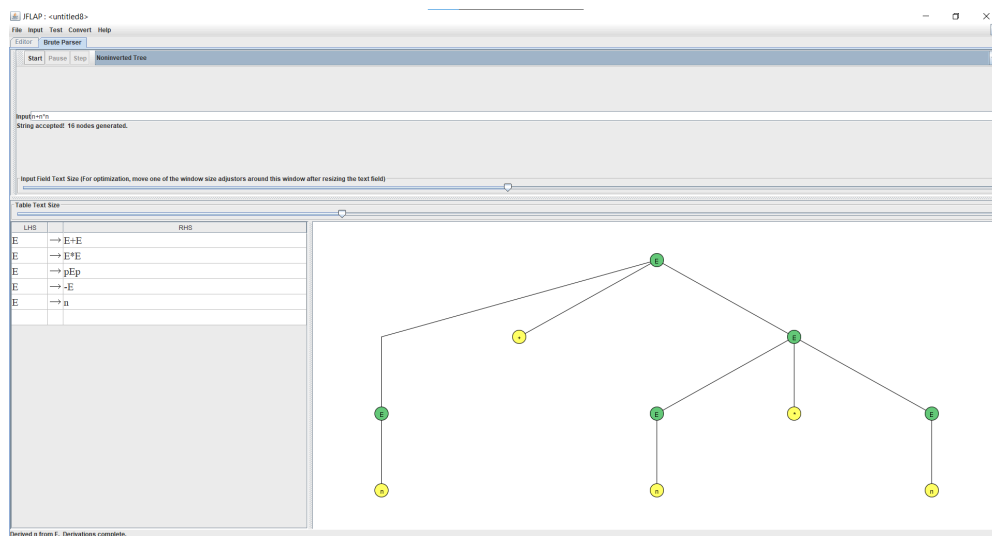 JFLAP : <untitled8>
File Input Test Convert Help
Editor Brute Parser
Start Pause Step Noninverted Tree
Input n+n*n
String accepted! 16 nodes generated.
Input Field Text Size (For optimization, move one of the window size adjustors around this window after resizing the text field)
Table Text Size
LHS RHS
E → E+E
E → E*E
E → pEp
E → -E
E → n
E
+ E
E E * E
n n n
Derived n from E. Derivations complete.